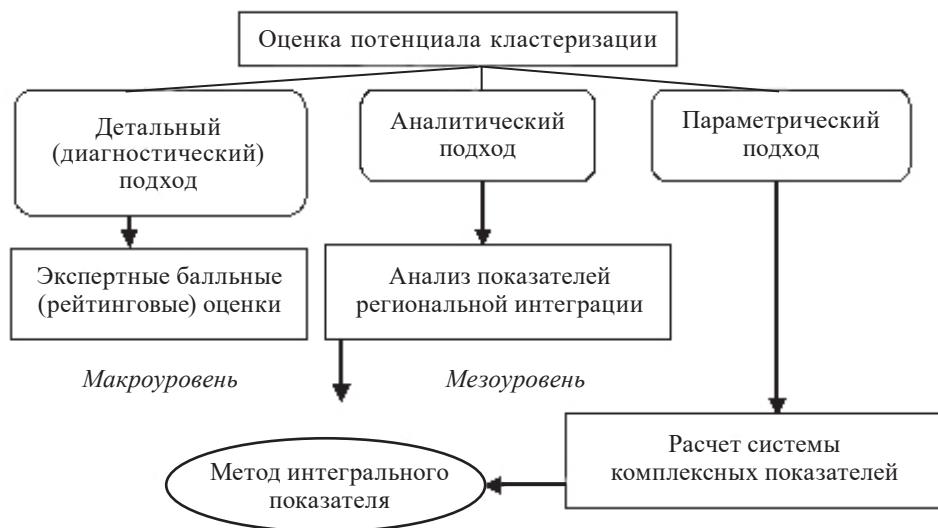 Оценка потенциала кластеризации
Детальный
(диагностический)
подход
Аналитический
подход
Параметрический
подход
Экспертные балльные
(рейтинговые) оценки
Анализ показателей
региональной интеграции
Макроуровень
Мезоуровень
Расчет системы
комплексных показателей
Метод интегрального
показателя